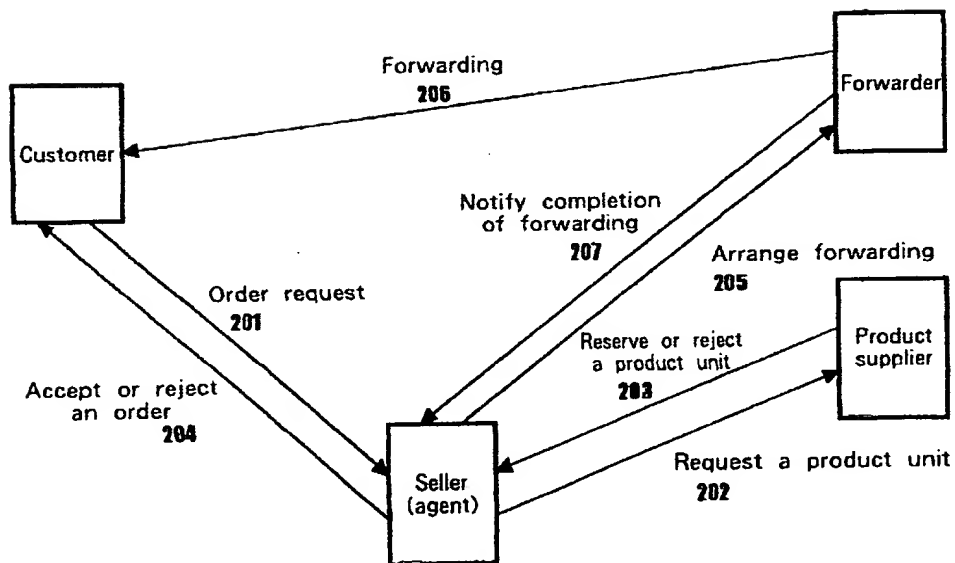 Forwarding
206
Forwarder
Customer
Notify completion
of forwarding
207
Arrange forwarding
205
Order request
201
Reserve or reject
a product unit
203
Product
supplier
Accept or reject
an order
204
Seller
(agent)
Request a product unit
202